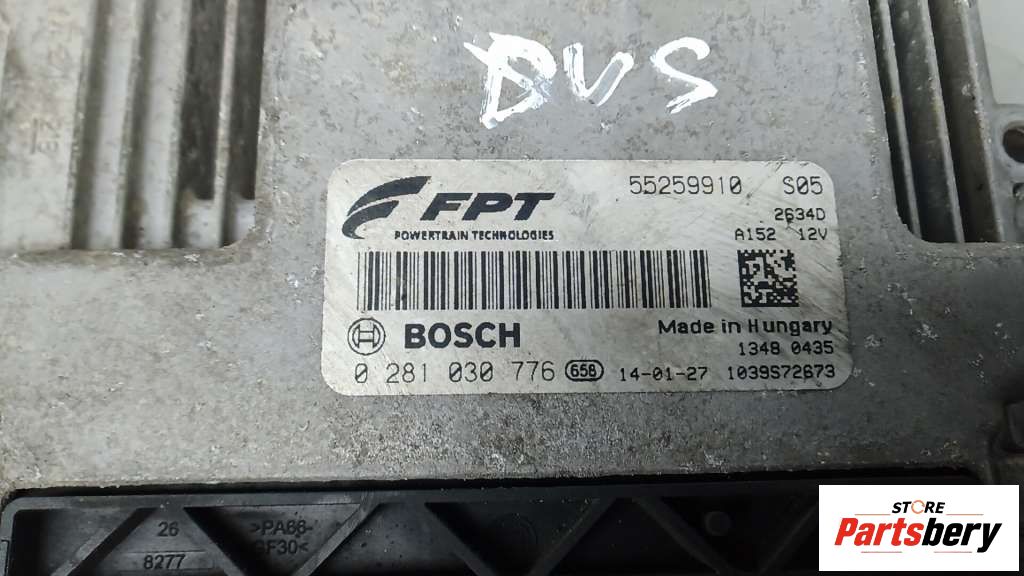 BUS
FPT
POWERTRAIN TECHNOLOGIES
55259910 S05
2634D
A152 12V
BOSCH
Made in Hungary
1348 0435
0 281 030 776 658 14-01-27 1039S72673
26 >PA66-
GF30<
8277
STORE
Partsbery